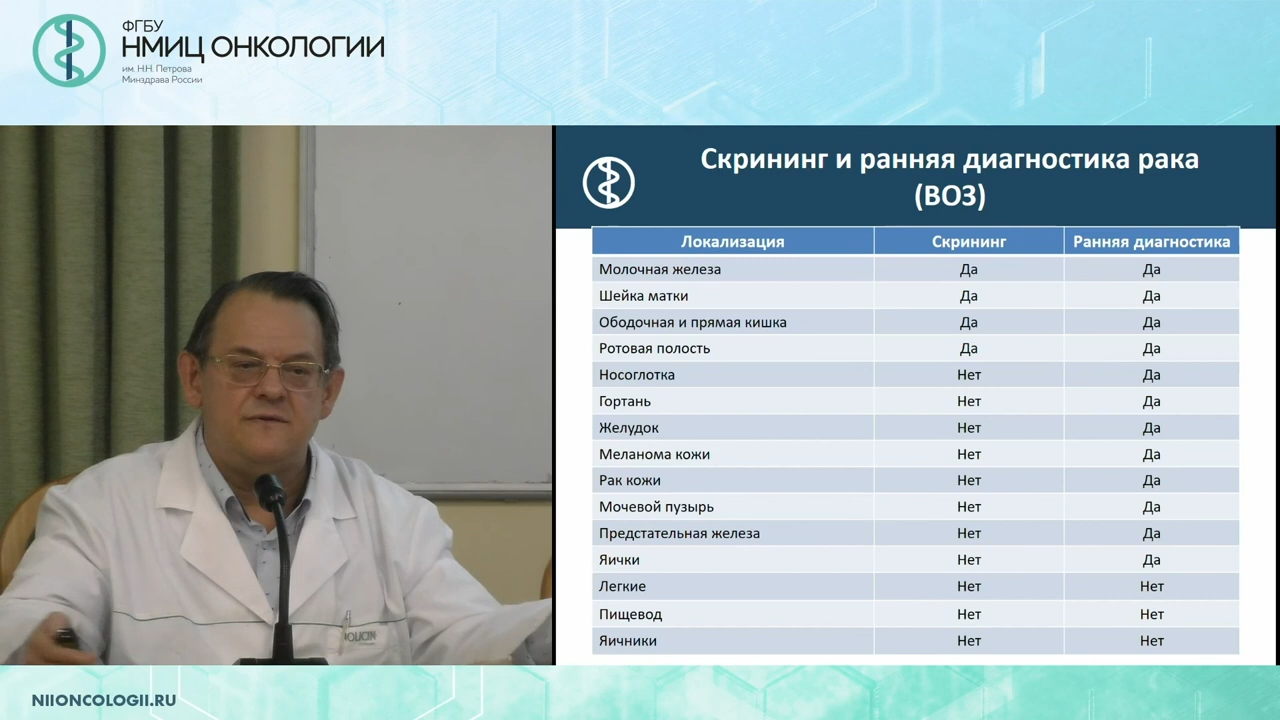 ФГБУ
НМИЦ ОНКОЛОГИИ
им. Н.Н. Петрова
Минздрава России
Скрининг и ранняя диагностика рака
(ВОЗ)
Локализация Скрининг Ранняя диагностика
Молочная железа Да Да
Шейка матки Да Да
Ободочная и прямая кишка Да Да
Ротовая полость Да Да
Носоглотка Нет Да
Гортань Нет Да
Желудок Нет Да
Меланома кожи Нет Да
Рак кожи Нет Да
Мочевой пузырь Нет Да
Предстательная железа Нет Да
Яички Нет Да
Легкие Нет Нет
Пищевод Нет Нет
Яичники Нет Нет
NIIONCOLOGII.RU